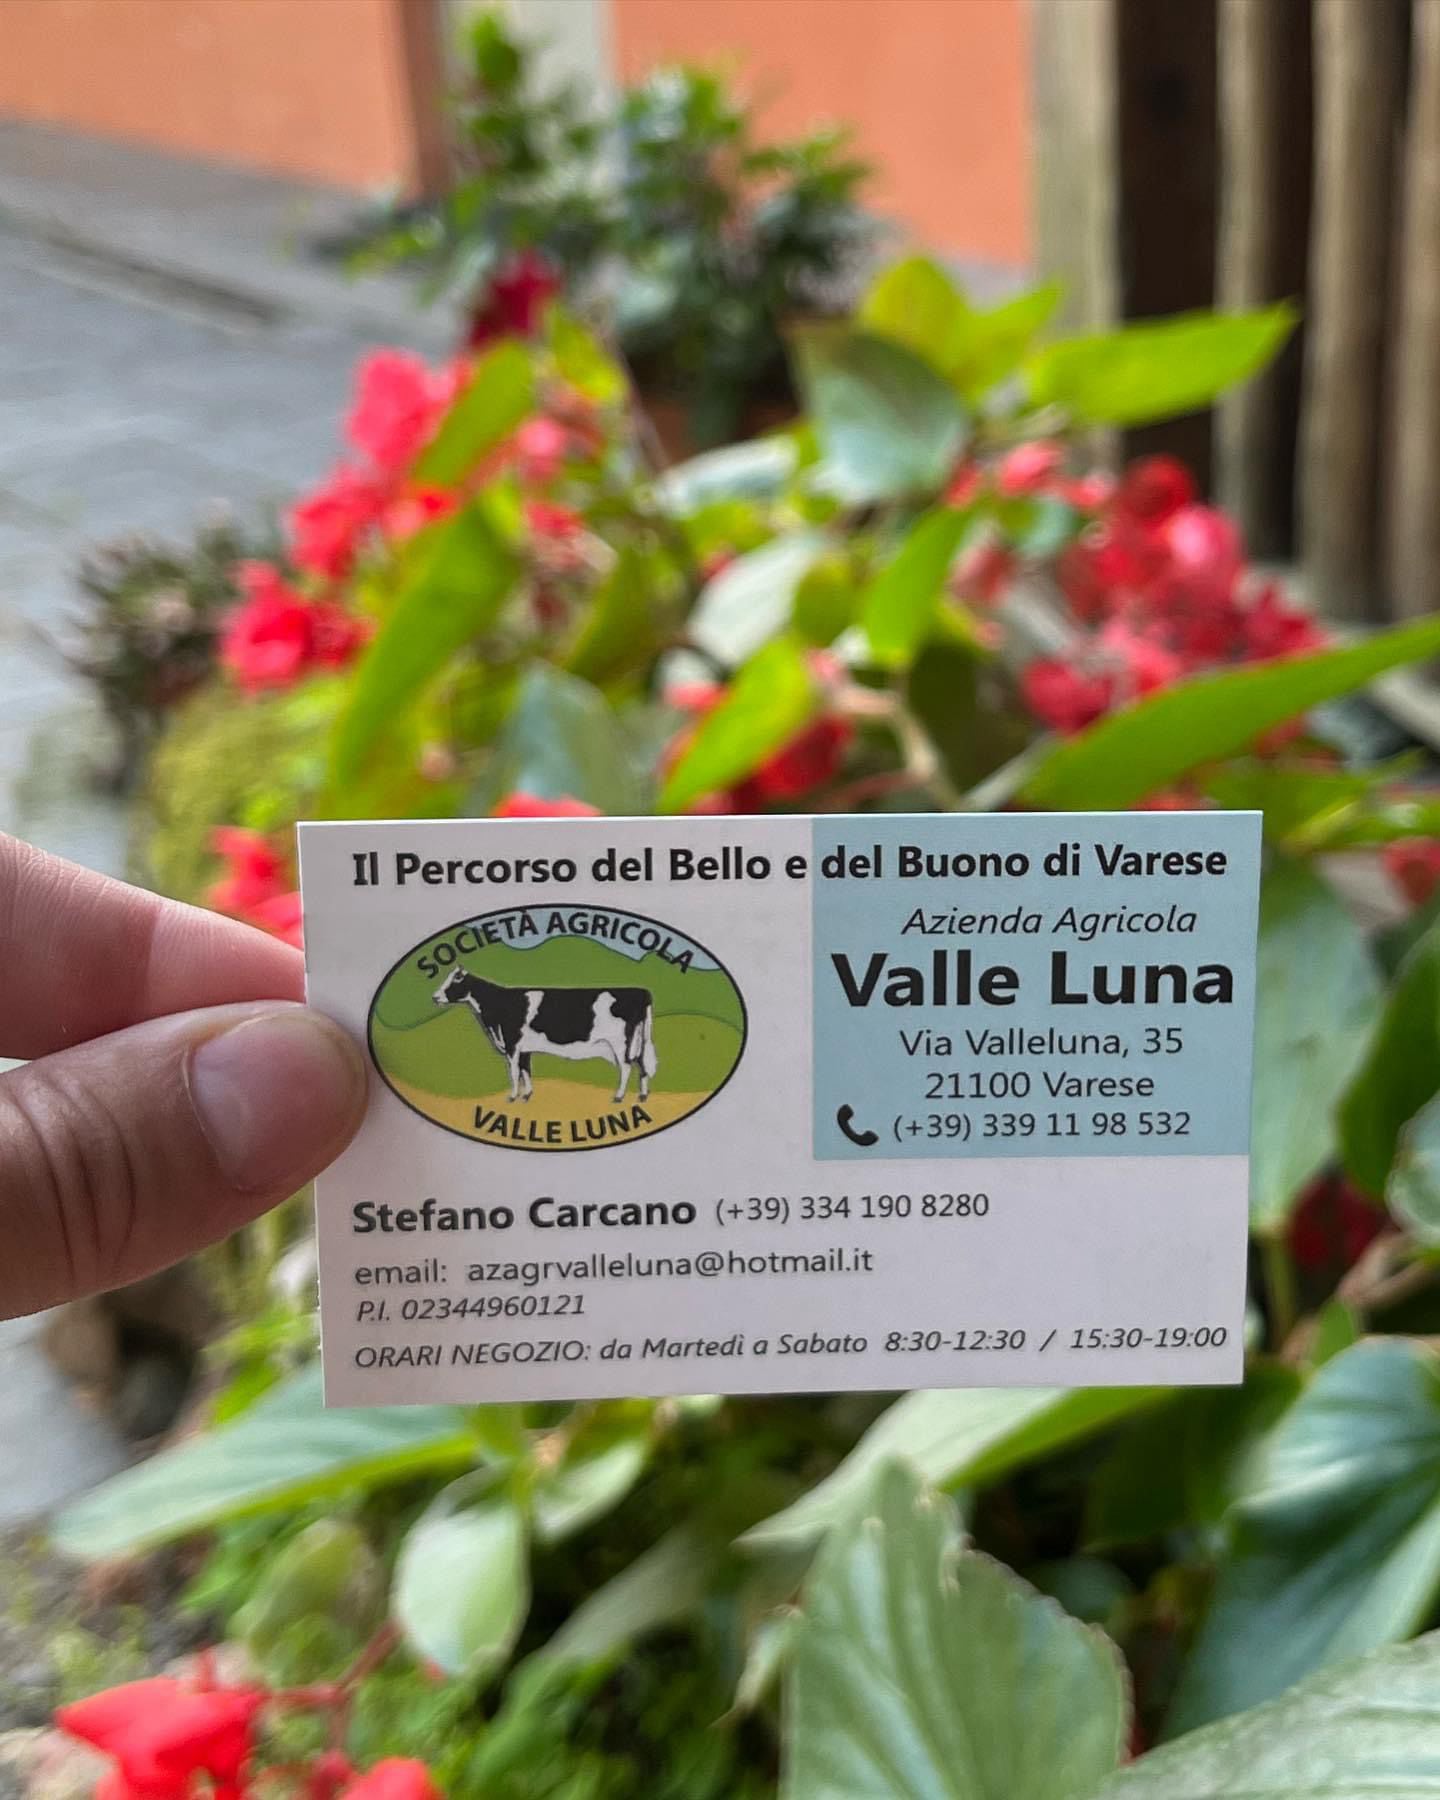 Il Percorso del Bello e del Buono di Varese
SOCIETÀ AGRICOLA
VALLE LUNA
Azienda Agricola
Valle Luna
Via Valleluna, 35
21100 Varese
(+39) 339 11 98 532
Stefano Carcano (+39) 334 190 8280
email: azagrvalleluna@hotmail.it
P.I. 02344960121
ORARI NEGOZIO: da Martedì a Sabato 8:30-12:30 / 15:30-19:00